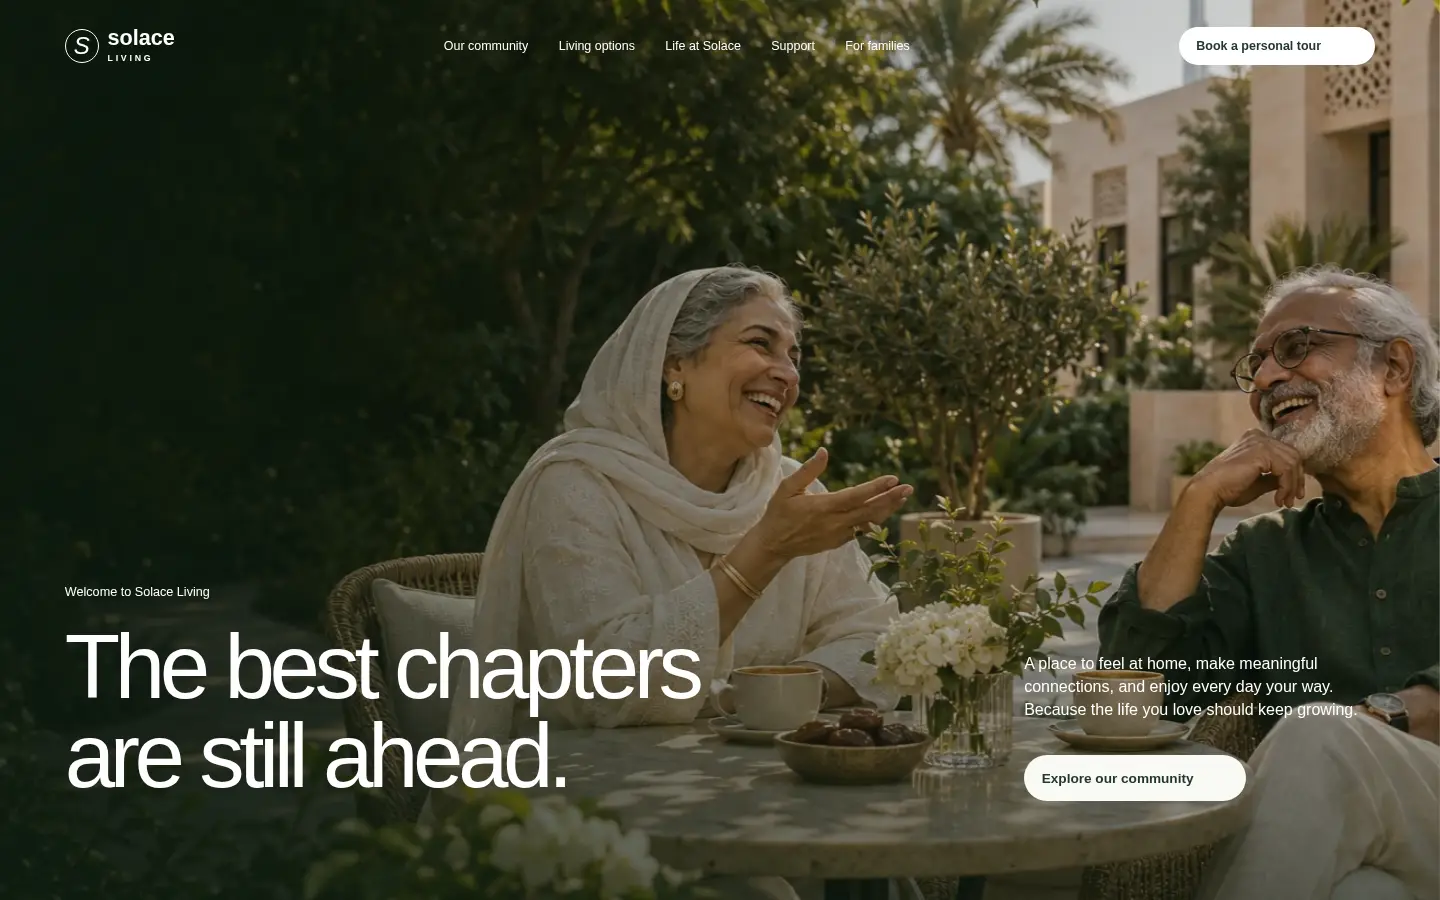 S
solace
LIVING
Our community
Living options
Life at Solace
Support
For families
Book a personal tour
Welcome to Solace Living
The best chapters
are still ahead.
A place to feel at home, make meaningful
connections, and enjoy every day your way.
Because the life you love should keep growing.
Explore our community